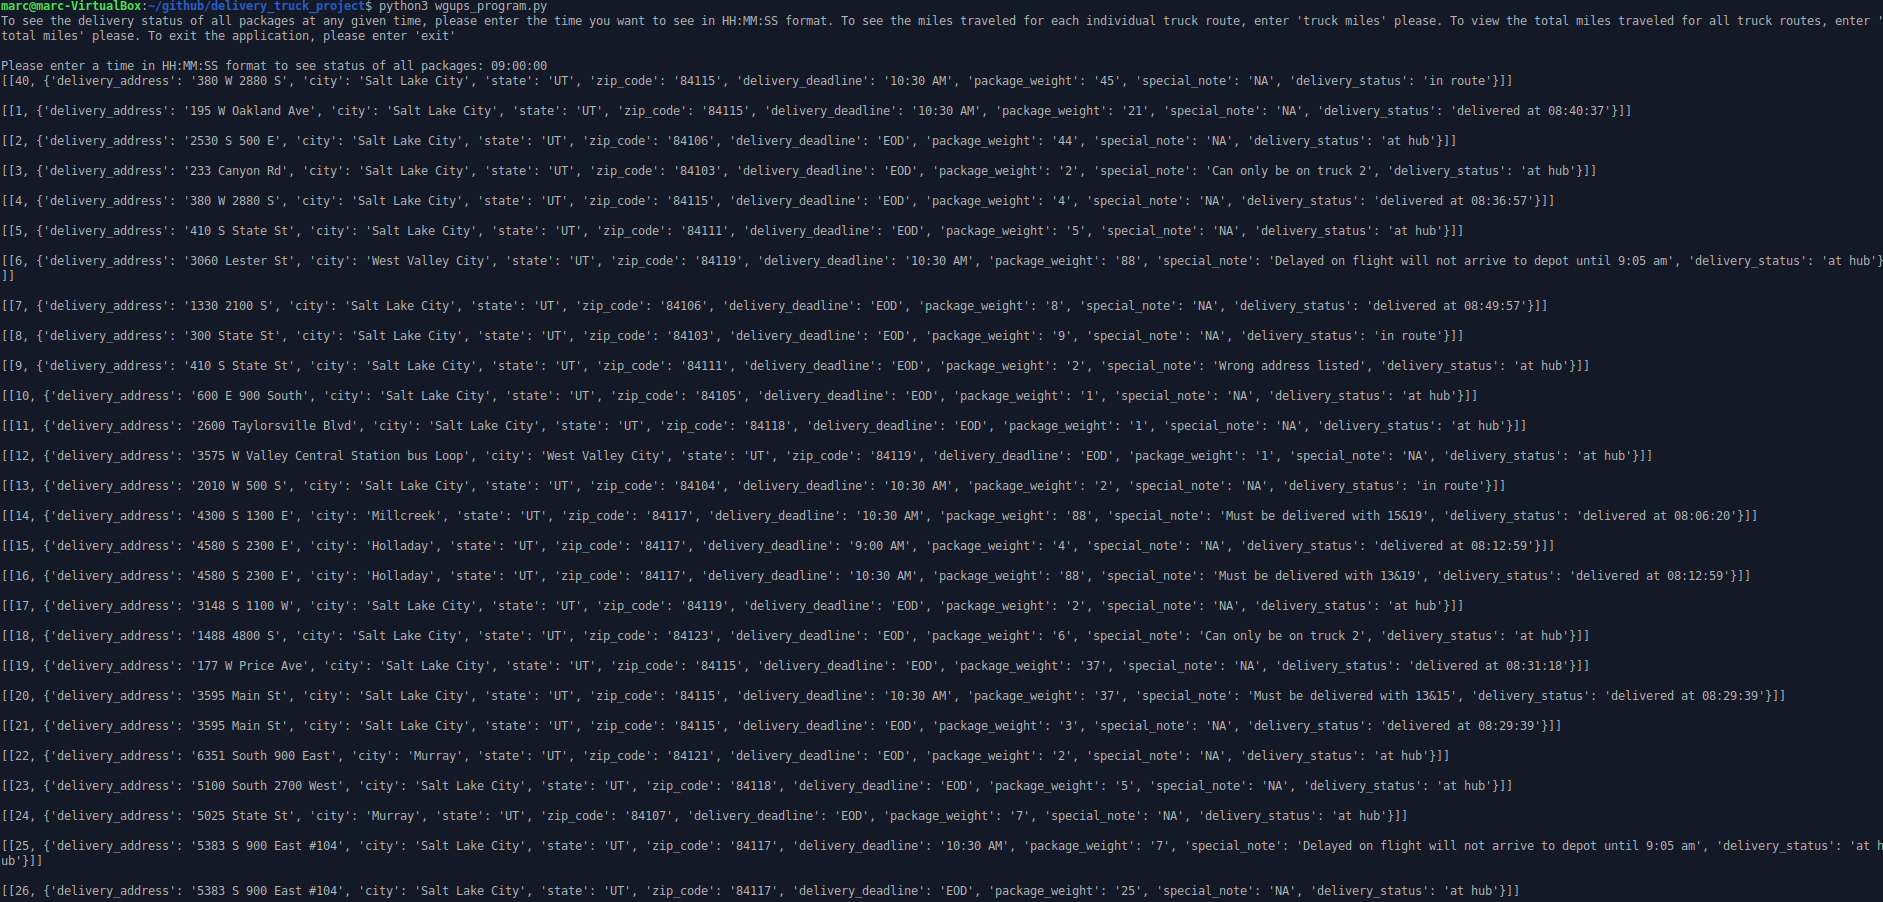 marc@marc-VirtualBox:~/github/delivery_truck_project$ python3 wgups_program.py
To see the delivery status of all packages at any given time, please enter the time you want to see in HH:MM:SS format. To see the miles traveled for each individual truck route, enter 'truck miles' please. To view the total miles traveled for all truck routes, enter '
total miles' please. To exit the application, please enter 'exit'
Please enter a time in HH:MM:SS format to see status of all packages: 09:00:00
[[40, {'delivery_address': '380 W 2880 S', 'city': 'Salt Lake City', 'state': 'UT', 'zip_code': '84115', 'delivery_deadline': '10:30 AM', 'package_weight': '45', 'special_note': 'NA', 'delivery_status': 'in route'}]]
[[1, {'delivery_address': '195 W Oakland Ave', 'city': 'Salt Lake City', 'state': 'UT', 'zip_code': '84115', 'delivery_deadline': '10:30 AM', 'package_weight': '21', 'special_note': 'NA', 'delivery_status': 'delivered at 08:40:37'}]]
[[2, {'delivery_address': '2530 S 500 E', 'city': 'Salt Lake City', 'state': 'UT', 'zip_code': '84106', 'delivery_deadline': 'EOD', 'package_weight': '44', 'special_note': 'NA', 'delivery_status': 'at hub'}]]
[[3, {'delivery_address': '233 Canyon Rd', 'city': 'Salt Lake City', 'state': 'UT', 'zip_code': '84103', 'delivery_deadline': 'EOD', 'package_weight': '2', 'special_note': 'Can only be on truck 2', 'delivery_status': 'at hub'}]]
[[4, {'delivery_address': '380 W 2880 S', 'city': 'Salt Lake City', 'state': 'UT', 'zip_code': '84115', 'delivery_deadline': 'EOD', 'package_weight': '4', 'special_note': 'NA', 'delivery_status': 'delivered at 08:36:57'}]]
[[5, {'delivery_address': '410 S State St', 'city': 'Salt Lake City', 'state': 'UT', 'zip_code': '84111', 'delivery_deadline': 'EOD', 'package_weight': '5', 'special_note': 'NA', 'delivery_status': 'at hub'}]]
[[6, {'delivery_address': '3060 Lester St', 'city': 'West Valley City', 'state': 'UT', 'zip_code': '84119', 'delivery_deadline': '10:30 AM', 'package_weight': '88', 'special_note': 'Delayed on flight will not arrive to depot until 9:05 am', 'delivery_status': 'at hub'}
]]
[[7, {'delivery_address': '1330 2100 S', 'city': 'Salt Lake City', 'state': 'UT', 'zip_code': '84106', 'delivery_deadline': 'EOD', 'package_weight': '8', 'special_note': 'NA', 'delivery_status': 'delivered at 08:49:57'}]]
[[8, {'delivery_address': '300 State St', 'city': 'Salt Lake City', 'state': 'UT', 'zip_code': '84103', 'delivery_deadline': 'EOD', 'package_weight': '9', 'special_note': 'NA', 'delivery_status': 'in route'}]]
[[9, {'delivery_address': '410 S State St', 'city': 'Salt Lake City', 'state': 'UT', 'zip_code': '84111', 'delivery_deadline': 'EOD', 'package_weight': '2', 'special_note': 'Wrong address listed', 'delivery_status': 'at hub'}]]
[[10, {'delivery_address': '600 E 900 South', 'city': 'Salt Lake City', 'state': 'UT', 'zip_code': '84105', 'delivery_deadline': 'EOD', 'package_weight': '1', 'special_note': 'NA', 'delivery_status': 'at hub'}]]
[[11, {'delivery_address': '2600 Taylorsville Blvd', 'city': 'Salt Lake City', 'state': 'UT', 'zip_code': '84118', 'delivery_deadline': 'EOD', 'package_weight': '1', 'special_note': 'NA', 'delivery_status': 'at hub'}]]
[[12, {'delivery_address': '3575 W Valley Central Station bus Loop', 'city': 'West Valley City', 'state': 'UT', 'zip_code': '84119', 'delivery_deadline': 'EOD', 'package_weight': '1', 'special_note': 'NA', 'delivery_status': 'at hub'}]]
[[13, {'delivery_address': '2010 W 500 S', 'city': 'Salt Lake City', 'state': 'UT', 'zip_code': '84104', 'delivery_deadline': '10:30 AM', 'package_weight': '2', 'special_note': 'NA', 'delivery_status': 'in route'}]]
[[14, {'delivery_address': '4300 S 1300 E', 'city': 'Millcreek', 'state': 'UT', 'zip_code': '84117', 'delivery_deadline': '10:30 AM', 'package_weight': '88', 'special_note': 'Must be delivered with 15&19', 'delivery_status': 'delivered at 08:06:20'}]]
[[15, {'delivery_address': '4580 S 2300 E', 'city': 'Holladay', 'state': 'UT', 'zip_code': '84117', 'delivery_deadline': '9:00 AM', 'package_weight': '4', 'special_note': 'NA', 'delivery_status': 'delivered at 08:12:59'}]]
[[16, {'delivery_address': '4580 S 2300 E', 'city': 'Holladay', 'state': 'UT', 'zip_code': '84117', 'delivery_deadline': '10:30 AM', 'package_weight': '88', 'special_note': 'Must be delivered with 13&19', 'delivery_status': 'delivered at 08:12:59'}]]
[[17, {'delivery_address': '3148 S 1100 W', 'city': 'Salt Lake City', 'state': 'UT', 'zip_code': '84119', 'delivery_deadline': 'EOD', 'package_weight': '2', 'special_note': 'NA', 'delivery_status': 'at hub'}]]
[[18, {'delivery_address': '1488 4800 S', 'city': 'Salt Lake City', 'state': 'UT', 'zip_code': '84123', 'delivery_deadline': 'EOD', 'package_weight': '6', 'special_note': 'Can only be on truck 2', 'delivery_status': 'at hub'}]]
[[19, {'delivery_address': '177 W Price Ave', 'city': 'Salt Lake City', 'state': 'UT', 'zip_code': '84115', 'delivery_deadline': 'EOD', 'package_weight': '37', 'special_note': 'NA', 'delivery_status': 'delivered at 08:31:18'}]]
[[20, {'delivery_address': '3595 Main St', 'city': 'Salt Lake City', 'state': 'UT', 'zip_code': '84115', 'delivery_deadline': '10:30 AM', 'package_weight': '37', 'special_note': 'Must be delivered with 13&15', 'delivery_status': 'delivered at 08:29:39'}]]
[[21, {'delivery_address': '3595 Main St', 'city': 'Salt Lake City', 'state': 'UT', 'zip_code': '84115', 'delivery_deadline': 'EOD', 'package_weight': '3', 'special_note': 'NA', 'delivery_status': 'delivered at 08:29:39'}]]
[[22, {'delivery_address': '6351 South 900 East', 'city': 'Murray', 'state': 'UT', 'zip_code': '84121', 'delivery_deadline': 'EOD', 'package_weight': '2', 'special_note': 'NA', 'delivery_status': 'at hub'}]]
[[23, {'delivery_address': '5100 South 2700 West', 'city': 'Salt Lake City', 'state': 'UT', 'zip_code': '84118', 'delivery_deadline': 'EOD', 'package_weight': '5', 'special_note': 'NA', 'delivery_status': 'at hub'}]]
[[24, {'delivery_address': '5025 State St', 'city': 'Murray', 'state': 'UT', 'zip_code': '84107', 'delivery_deadline': 'EOD', 'package_weight': '7', 'special_note': 'NA', 'delivery_status': 'at hub'}]]
[[25, {'delivery_address': '5383 S 900 East #104', 'city': 'Salt Lake City', 'state': 'UT', 'zip_code': '84117', 'delivery_deadline': '10:30 AM', 'package_weight': '7', 'special_note': 'Delayed on flight will not arrive to depot until 9:05 am', 'delivery_status': 'at h
ub'}]]
[[26, {'delivery_address': '5383 S 900 East #104', 'city': 'Salt Lake City', 'state': 'UT', 'zip_code': '84117', 'delivery_deadline': 'EOD', 'package_weight': '25', 'special_note': 'NA', 'delivery_status': 'at hub'}]]